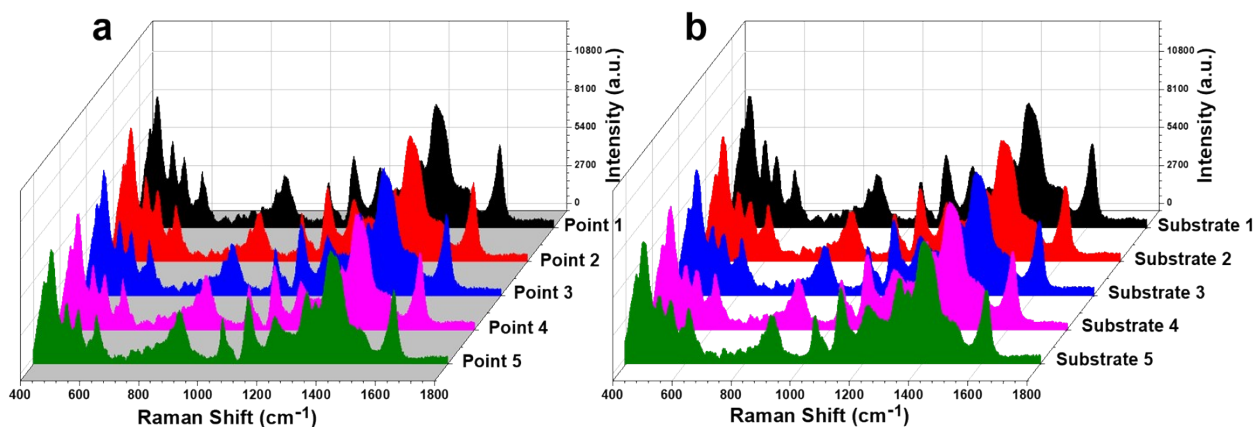 a
10800
8100
5400
2700
0
Intensity (a.u.)
Point 1
Point 2
Point 3
Point 4
Point 5
400 600 800 1000 1200 1400 1600 1800
Raman Shift (cm-1)
b
10800
8100
5400
2700
0
Intensity (a.u.)
Substrate 1
Substrate 2
Substrate 3
Substrate 4
Substrate 5
400 600 800 1000 1200 1400 1600 1800
Raman Shift (cm-1)